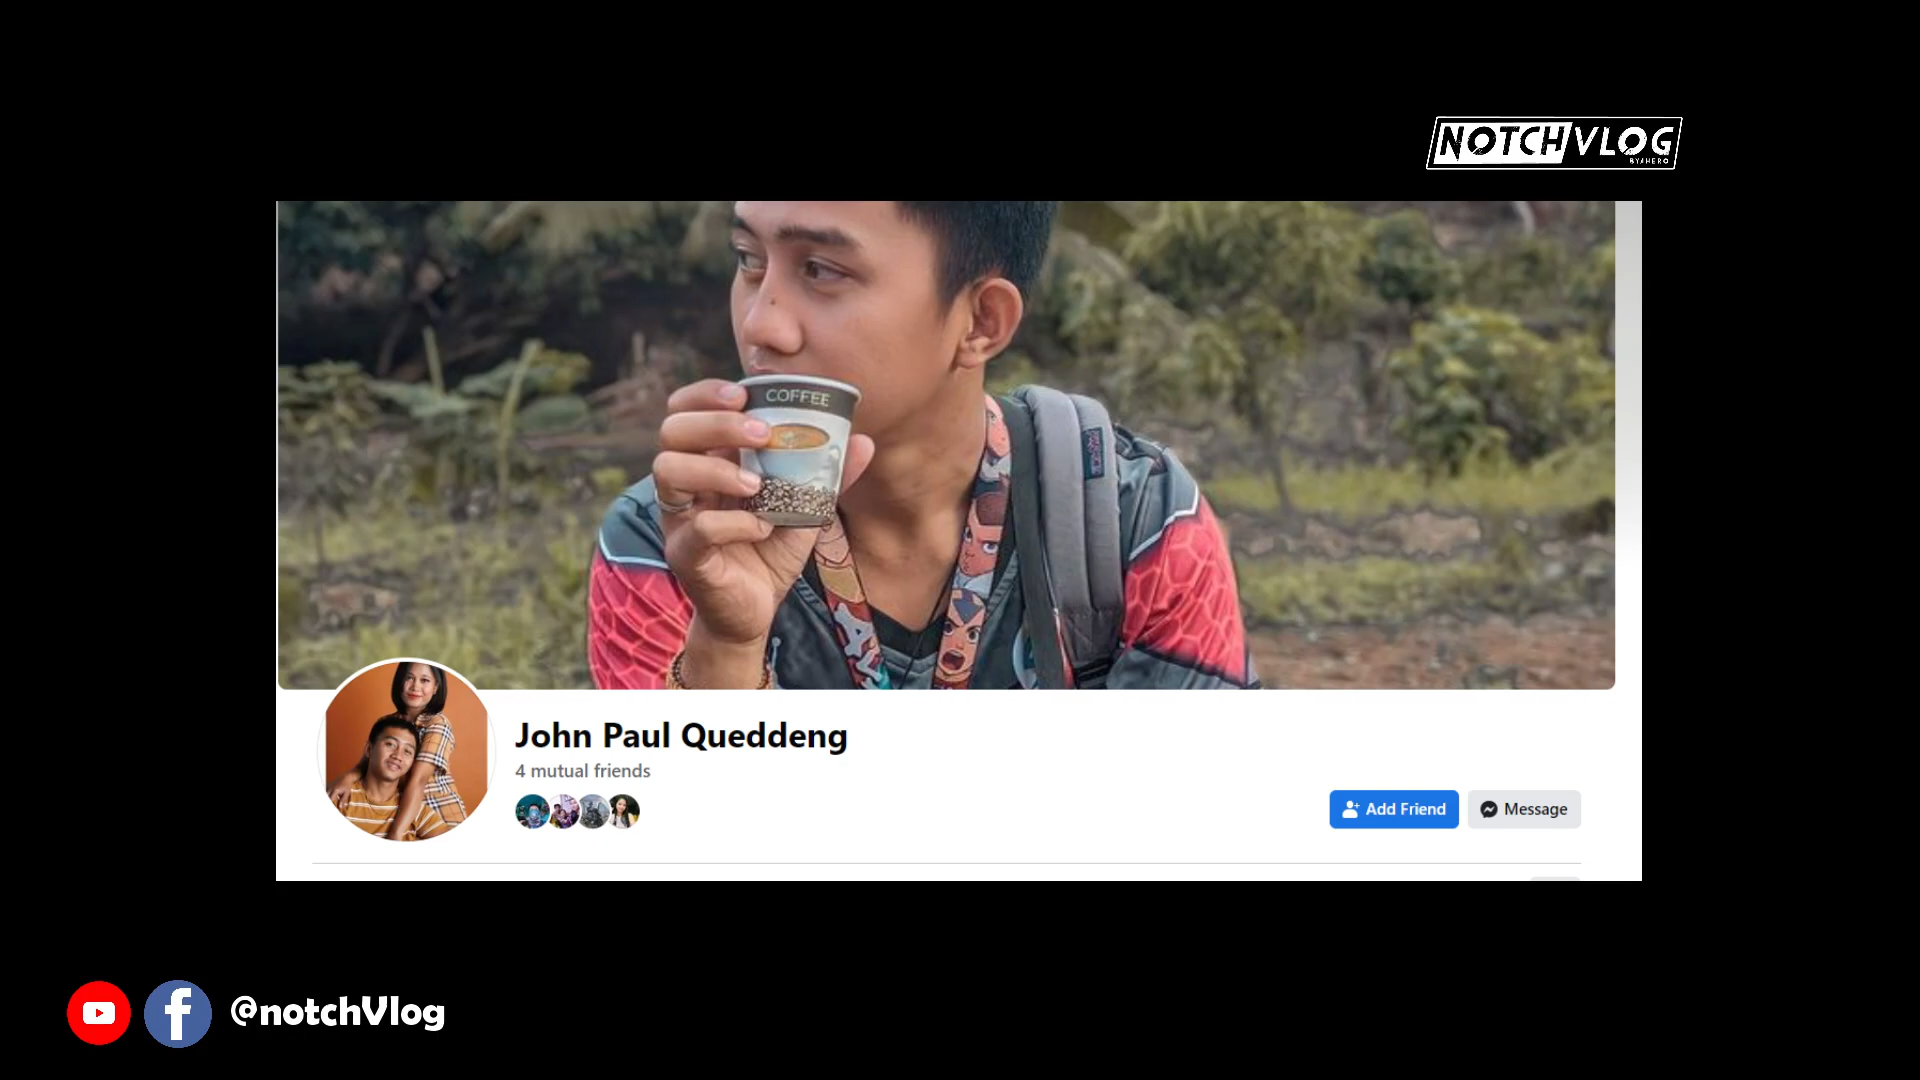 NOTCHVLOG
COFFEE
John Paul Queddeng
4 mutual friends
Add Friend
Message
@notchVlog